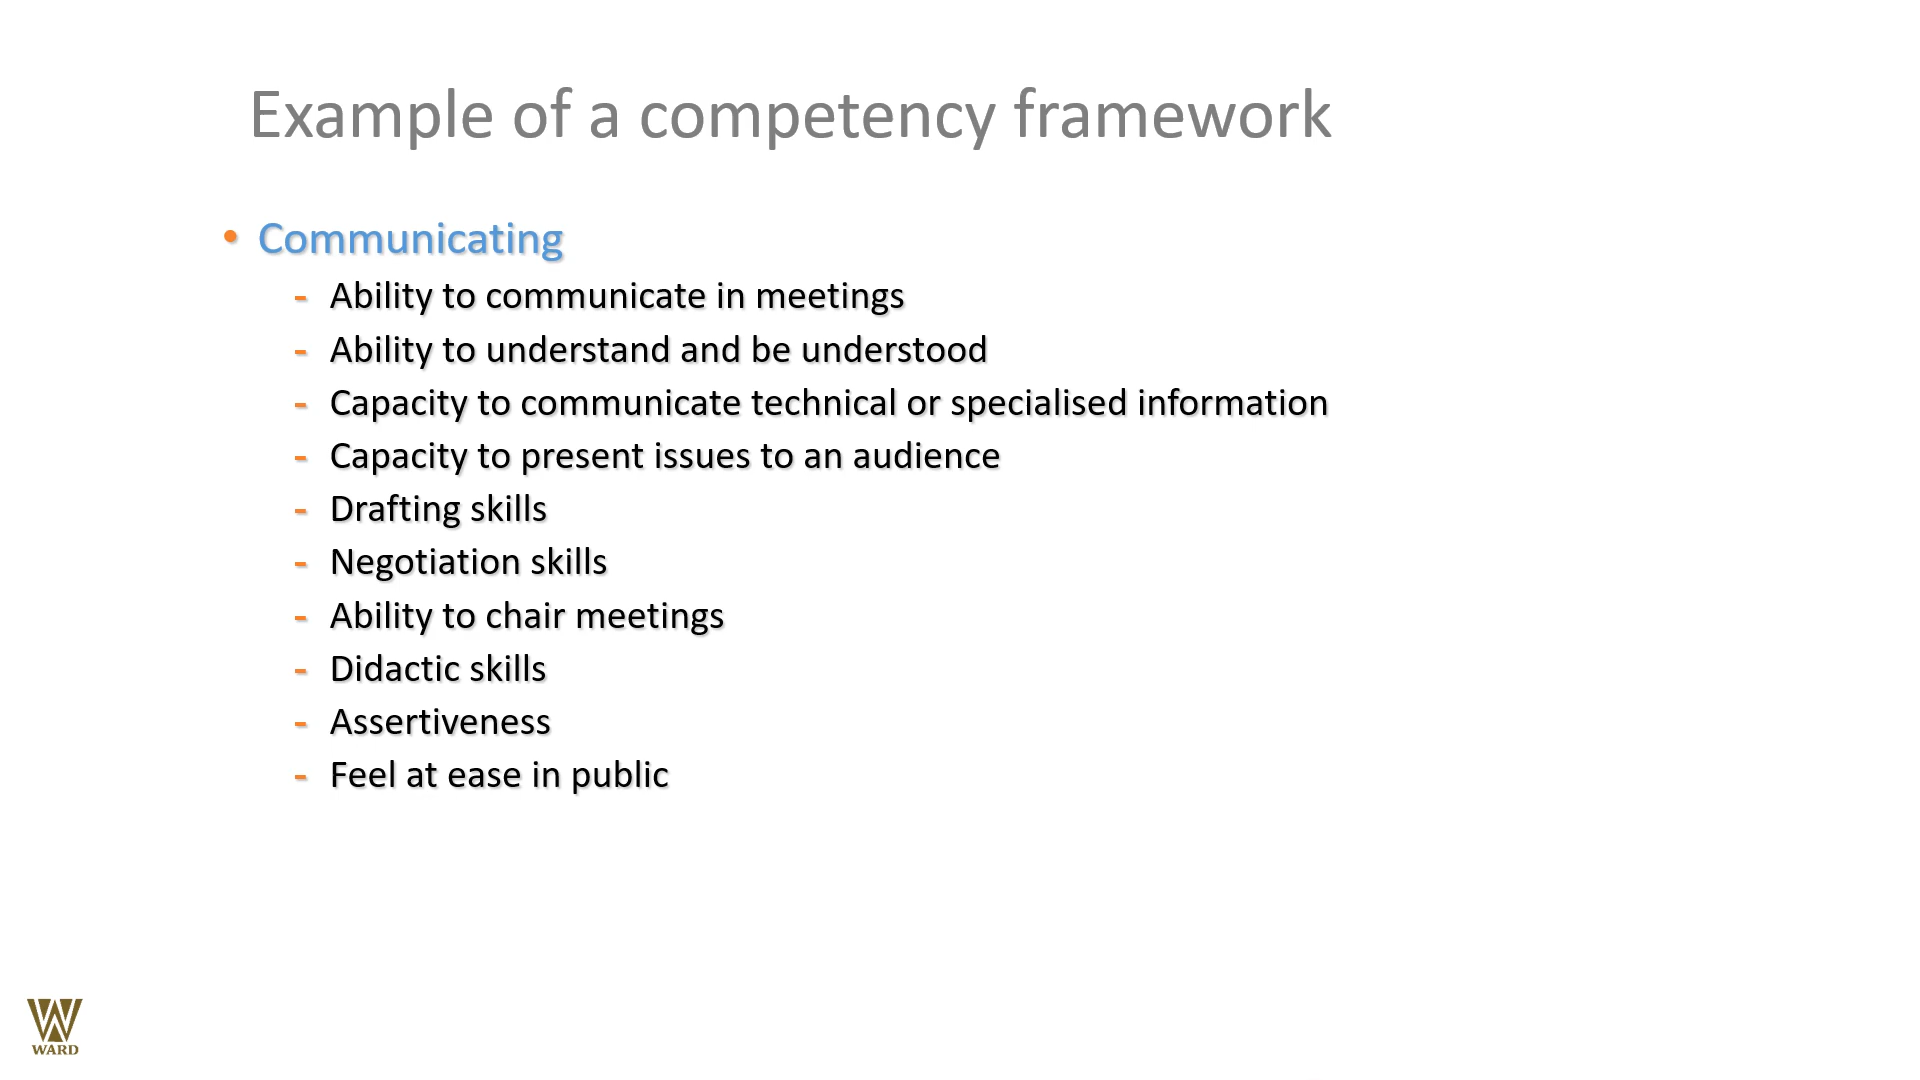 Example of a competency framework
• Communicating
- Ability to communicate in meetings
- Ability to understand and be understood
- Capacity to communicate technical or specialised information
- Capacity to present issues to an audience
- Drafting skills
- Negotiation skills
- Ability to chair meetings
- Didactic skills
- Assertiveness
- Feel at ease in public
W
WARD